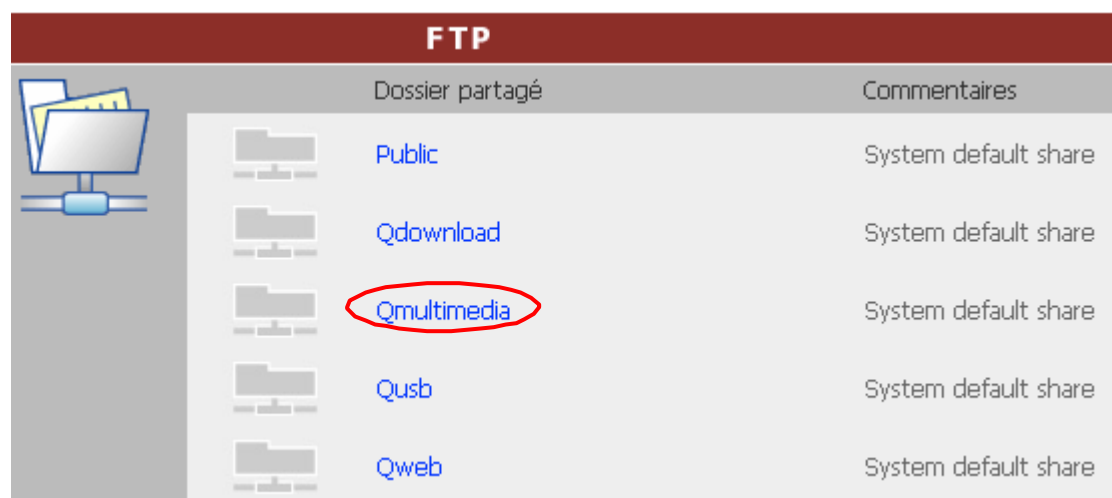 FTP
Dossier partagé Commentaires
Public System default share
Qdownload System default share
Qmultimedia System default share
Qusb System default share
Qweb System default share